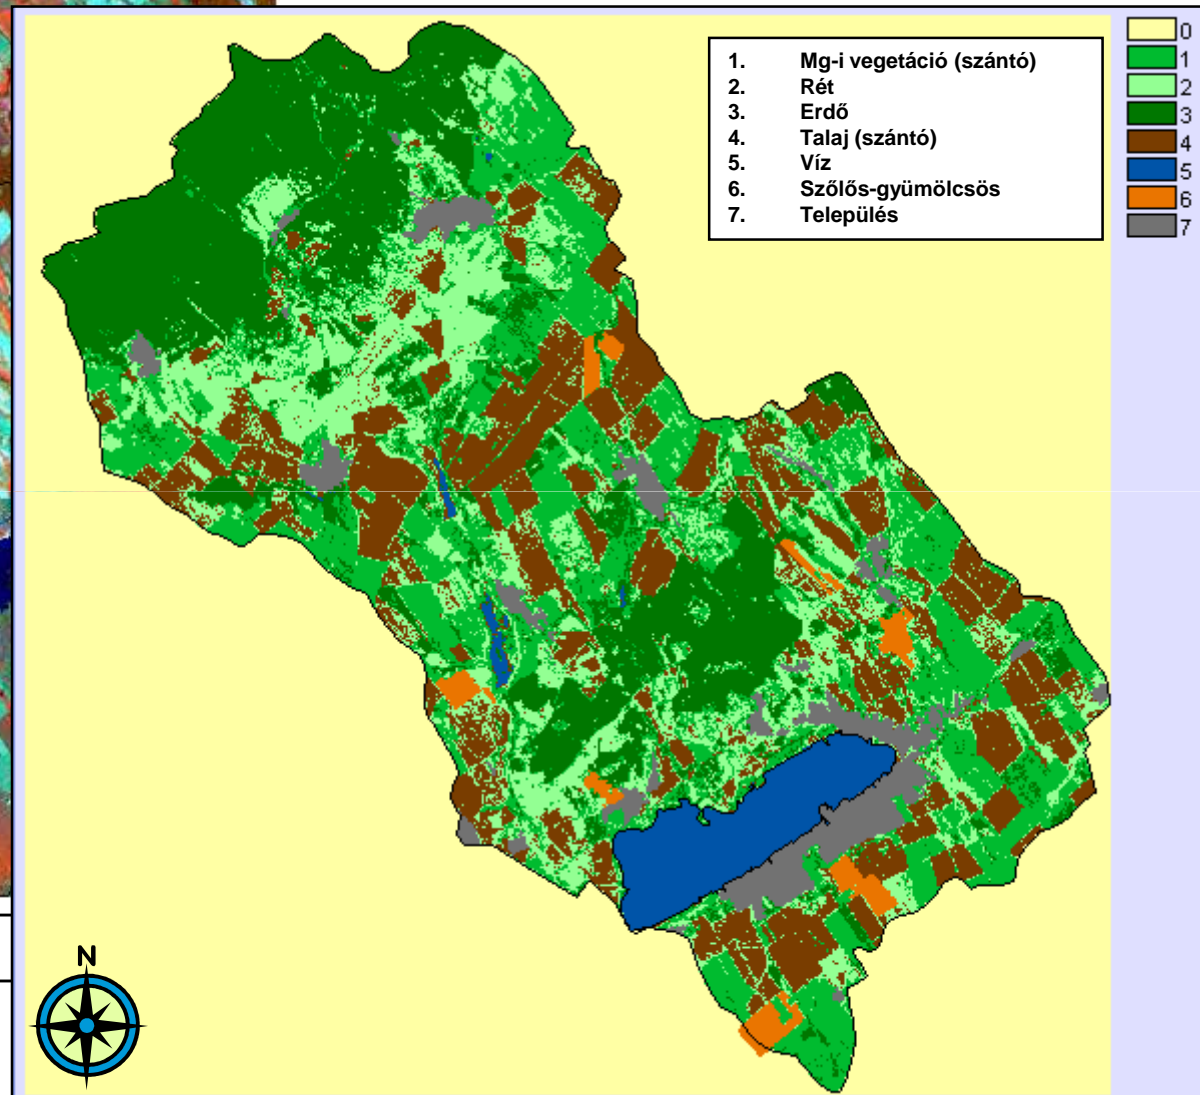 1. Mg-i vegetáció (szántó)
2. Rét
3. Erdő
4. Talaj (szántó)
5. Víz
6. Szőlős-gyümölcsös
7. Település
0
1
2
3
4
5
6
7
N